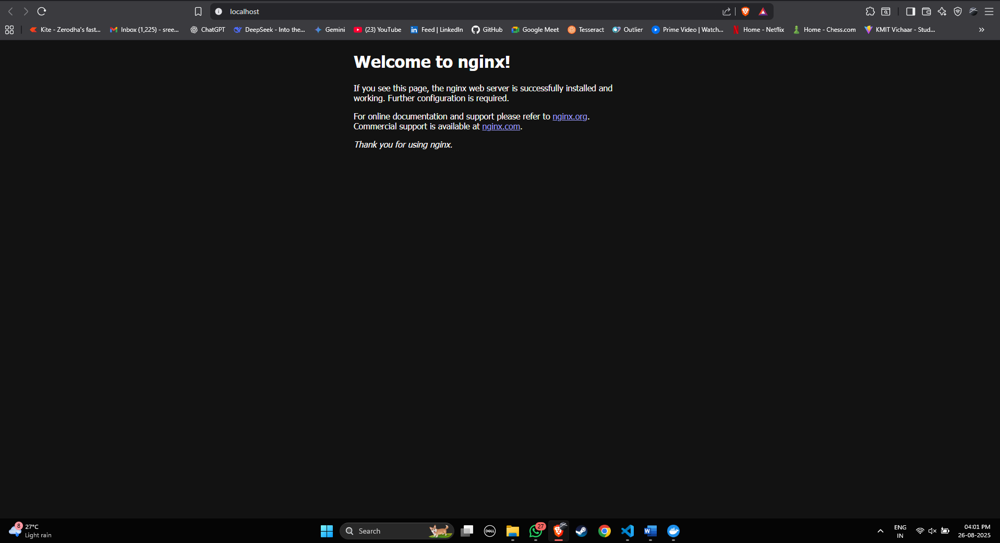 localhost
Kite - Zerodha's fast...
Inbox (1,225) - sree...
ChatGPT
DeepSeek - Into the...
Gemini
(23) YouTube
Feed | LinkedIn
GitHub
Google Meet
Tesseract
Outlier
Prime Video | Watch...
Home - Netflix
Home - Chess.com
KMIT Vichaar - Stud...
Welcome to nginx!
If you see this page, the nginx web server is successfully installed and
working. Further configuration is required.
For online documentation and support please refer to nginx.org.
Commercial support is available at nginx.com.
Thank you for using nginx.
8
27°C
Light rain
Search
DELL
27
ENG
IN
04:01 PM
26-08-2025